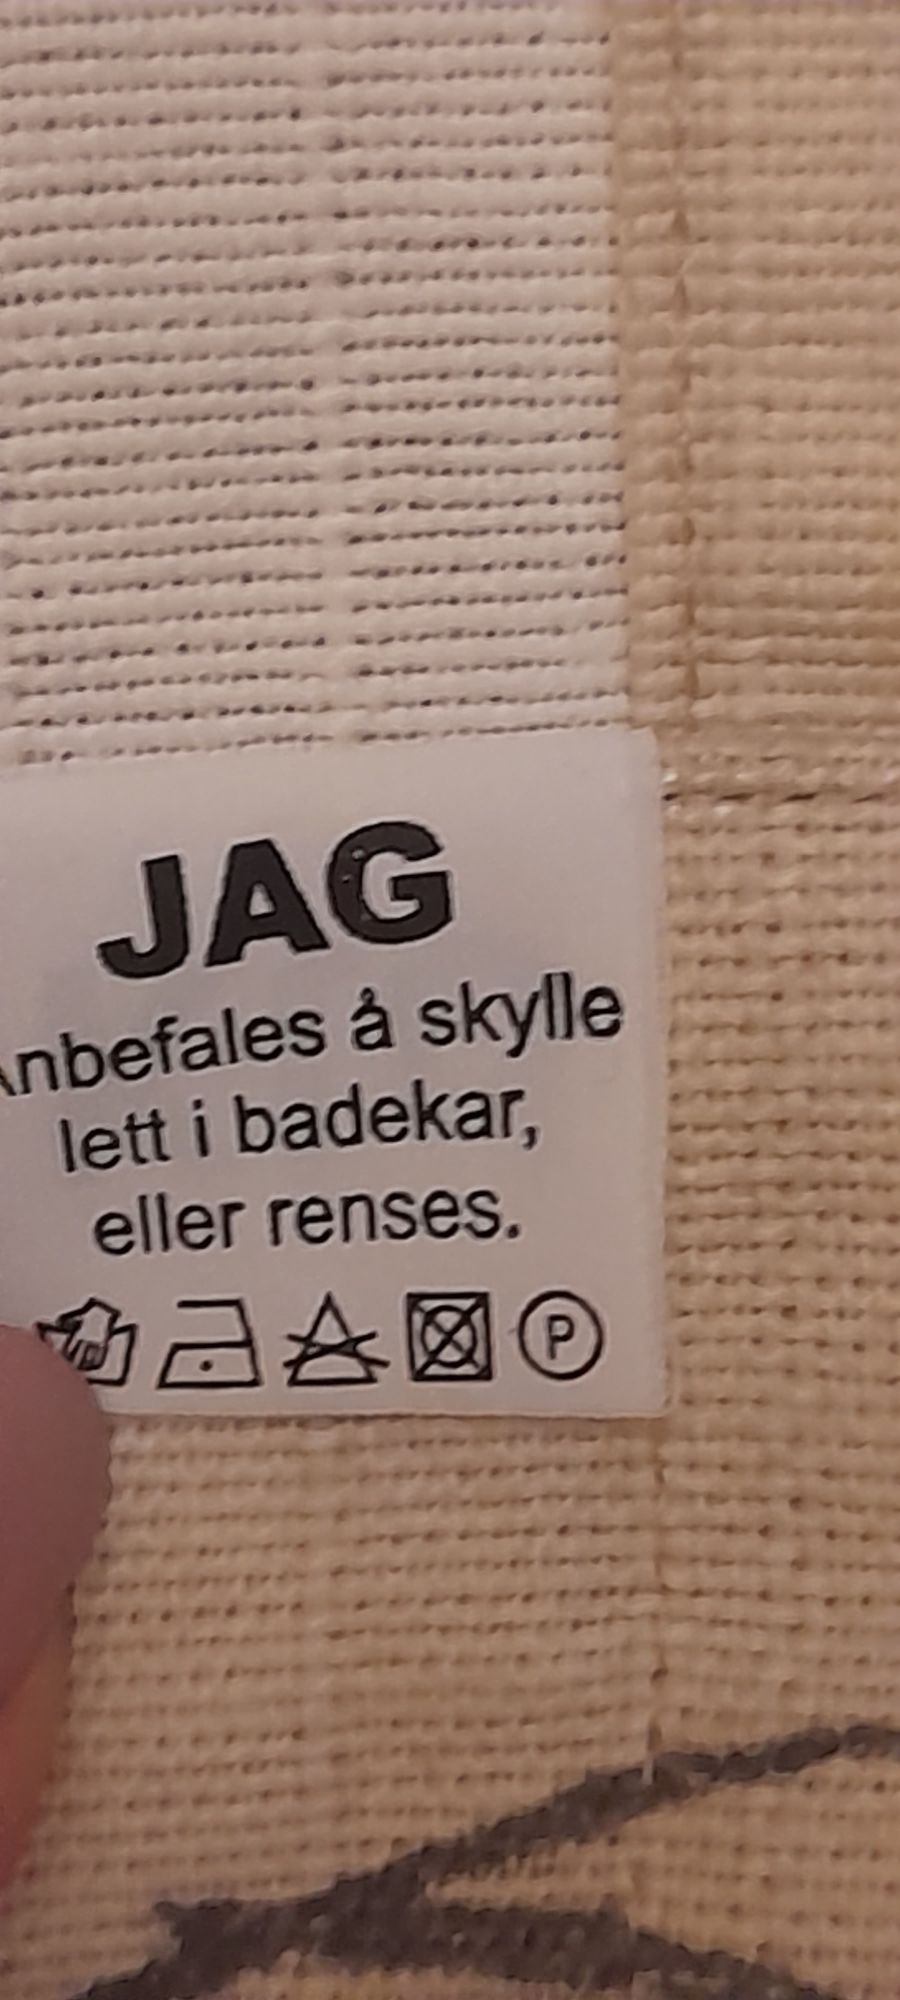 JAG
Anbefales å skylle
lett i badekar,
eller renses.
P